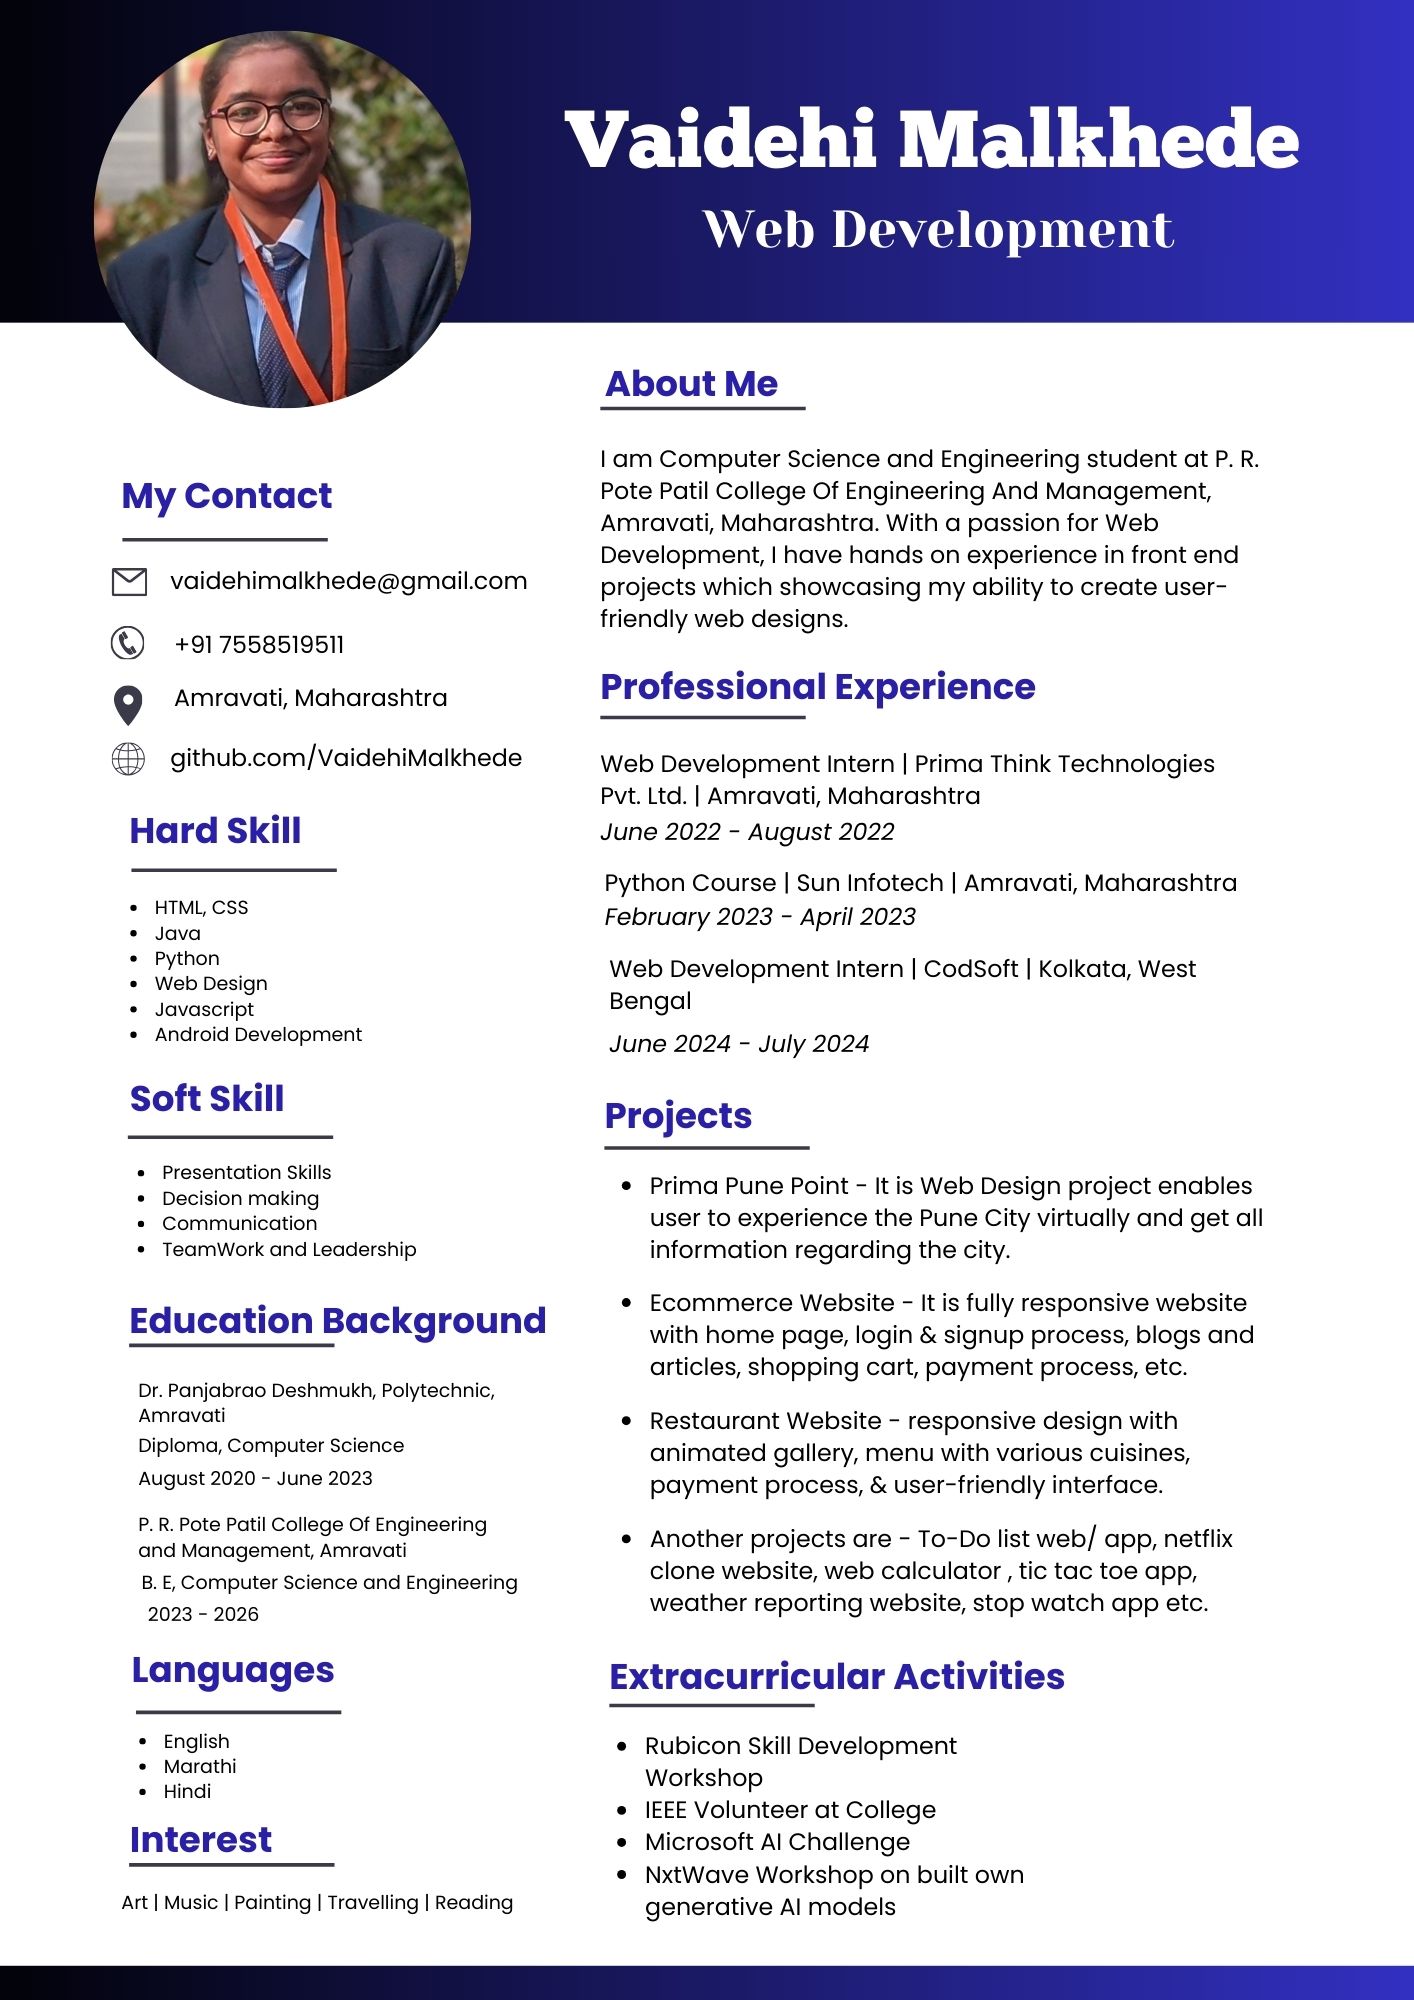 Vaidehi Malkhede
Web Development
My Contact
vaidehimalkhede@gmail.com
+91 7558519511
Amravati, Maharashtra
github.com/VaidehiMalkhede
Hard Skill
• HTML, CSS
• Java
• Python
• Web Design
• Javascript
• Android Development
Soft Skill
• Presentation Skills
• Decision making
• Communication
• TeamWork and Leadership
Education Background
Dr. Panjabrao Deshmukh, Polytechnic,
Amravati
Diploma, Computer Science
August 2020 - June 2023
P. R. Pote Patil College Of Engineering
and Management, Amravati
B. E, Computer Science and Engineering
2023 - 2026
Languages
• English
• Marathi
• Hindi
Interest
Art | Music | Painting | Travelling | Reading
About Me
I am Computer Science and Engineering student at P. R.
Pote Patil College Of Engineering And Management,
Amravati, Maharashtra. With a passion for Web
Development, I have hands on experience in front end
projects which showcasing my ability to create user-
friendly web designs.
Professional Experience
Web Development Intern | Prima Think Technologies
Pvt. Ltd. | Amravati, Maharashtra
June 2022 - August 2022
Python Course | Sun Infotech | Amravati, Maharashtra
February 2023 - April 2023
Web Development Intern | CodSoft | Kolkata, West
Bengal
June 2024 - July 2024
Projects
• Prima Pune Point - It is Web Design project enables
user to experience the Pune City virtually and get all
information regarding the city.
• Ecommerce Website - It is fully responsive website
with home page, login & signup process, blogs and
articles, shopping cart, payment process, etc.
• Restaurant Website - responsive design with
animated gallery, menu with various cuisines,
payment process, & user-friendly interface.
• Another projects are - To-Do list web/ app, netflix
clone website, web calculator , tic tac toe app,
weather reporting website, stop watch app etc.
Extracurricular Activities
• Rubicon Skill Development
Workshop
• IEEE Volunteer at College
• Microsoft AI Challenge
• NxtWave Workshop on built own
generative AI models